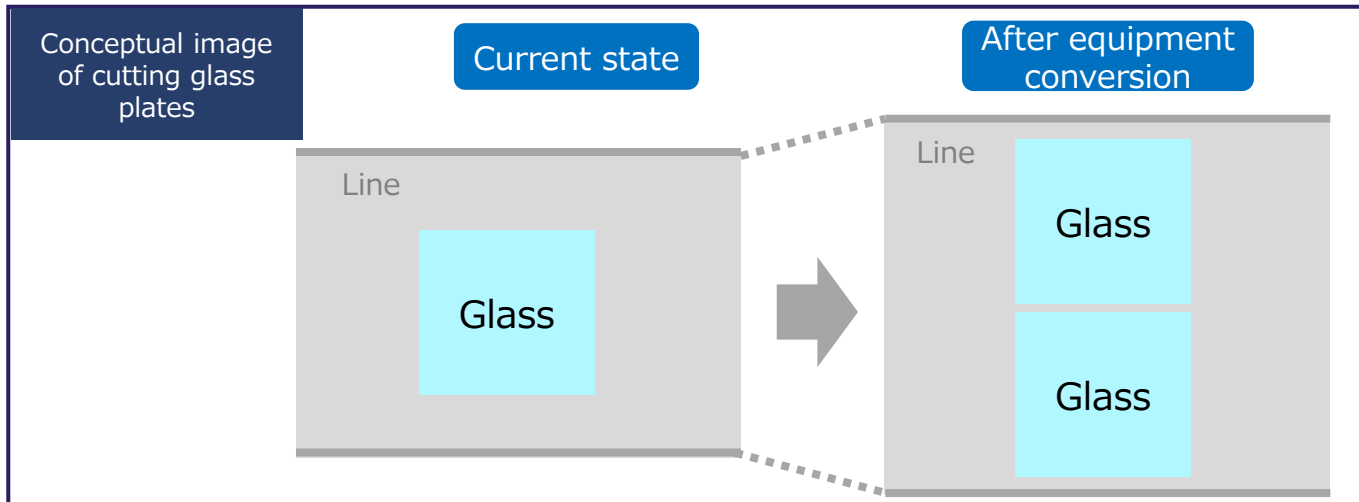 Conceptual image
of cutting glass
plates
Current state
After equipment
conversion
Line
Glass
Line
Glass
Glass